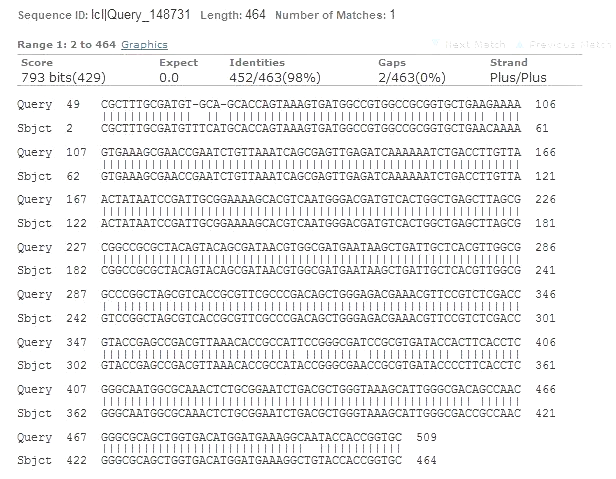 Sequence ID: lcl|Query_148731 Length: 464 Number of Matches: 1
Range 1: 2 to 464 Graphics Next Match Previous Match
Score Expect Identities Gaps Strand
793 bits(429) 0.0 452/463(98%) 2/463(0%) Plus/Plus
Query 49 CGCTTTGCGATGT-GCA-GCACCAGTAAAGTGATGGCCGTGGCCGCGGTGCTGAAGAAAA 106
Sbjct 2 CGCTTTGCGATGTTTCATGCACCAGTAAAGTGATGGCCGTGGCCGCGGTGCTGAACAAAA 61
Query 107 GTGAAAGCGAACCGAATCTGTTAAATCAGCGAGTTGAGATCAAAAAATCTGACCTTGTTA 166
Sbjct 62 GTGAAAGCGAACCGAATCTGTTAAATCAGCGAGTTGAGATCAAAAAATCTGACCTTGTTA 121
Query 167 ACTATAATCCGATTGCGGAAAAGCACGTCAATGGGACGATGTCACTGGCTGAGCTTAGCG 226
Sbjct 122 ACTATAATCCGATTGCGGAAAAGCACGTCAATGGGACGATGTCACTGGCTGAGCTTAGCG 181
Query 227 CGGCCGCGCTACAGTACAGCGATAACGTGGCGATGAATAAGCTGATTGCTCACGTTGGCG 286
Sbjct 182 CGGCCGCGCTACAGTACAGCGATAACGTGGCGATGAATAAGCTGATTGCTCACGTTGGCG 241
Query 287 GCCCGGCTAGCGTCACCGCGTTCGCCCGACAGCTGGGAGACGAAACGTTCCGTCTCGACC 346
Sbjct 242 GTCCGGCTAGCGTCACCGCGTTCGCCCGACAGCTGGGAGACGAAACGTTCCGTCTCGACC 301
Query 347 GTACCGAGCCGACGTTAAACACCGCCATTCCGGGCGATCCGCGTGATACCACTTCACCTC 406
Sbjct 302 GTACCGAGCCGACGTTAAACACCGCCATACCGGGCGAACCGCGTGATACCCCTTCACCTC 361
Query 407 GGGCAATGGCGCAAACTCTGCGGAATCTGACGCTGGGTAAAGCATTGGGCGACAGCCAAC 466
Sbjct 362 GGGCAATGGCGCAAACTCTGCGGAATCTGACGCTGGGTAAAGCATTGGGCGACCGCCAAC 421
Query 467 GGGCGCAGCTGGTGACATGGATGAAAGGCAATACCACCGGTGC 509
Sbjct 422 GGGCGCAGCTGGTGACATGGATGAAAGGCTGTACCACCGGTGC 464